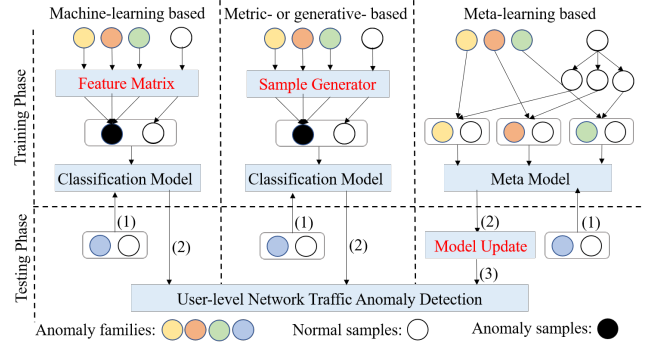 Machine-learning based
Metric- or generative- based
Meta-learning based
Training Phase
Feature Matrix
Sample Generator
Classification Model
Classification Model
Meta Model
Testing Phase
(1)
(2)
(1)
(2)
(2)
(1)
Model Update
(3)
User-level Network Traffic Anomaly Detection
Anomaly families:
Normal samples:
Anomaly samples: